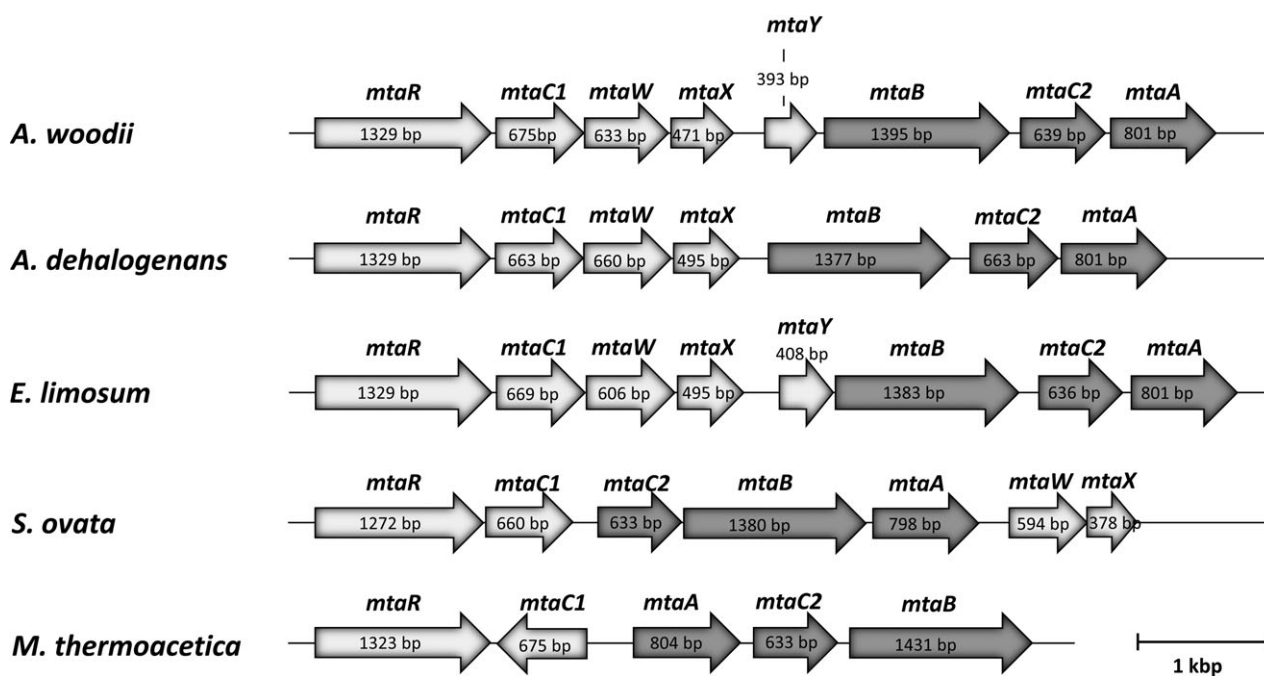 mtaY
393 bp
mtaR mtaC1 mtaW mtaX mtaB mtaC2 mtaA
A. woodii 1329 bp 675bp 633 bp 471 bp 1395 bp 639 bp 801 bp
mtaR mtaC1 mtaW mtaX mtaB mtaC2 mtaA
A. dehalogenans 1329 bp 663 bp 660 bp 495 bp 1377 bp 663 bp 801 bp
mtaY
mtaR mtaC1 mtaW mtaX 408 bp mtaB mtaC2 mtaA
E. limosum 1329 bp 669 bp 606 bp 495 bp 1383 bp 636 bp 801 bp
mtaR mtaC1 mtaC2 mtaB mtaA mtaW mtaX
S. ovata 1272 bp 660 bp 633 bp 1380 bp 798 bp 594 bp 378 bp
mtaR mtaC1 mtaA mtaC2 mtaB
M. thermoacetica 1323 bp 675 bp 804 bp 633 bp 1431 bp
1 kbp